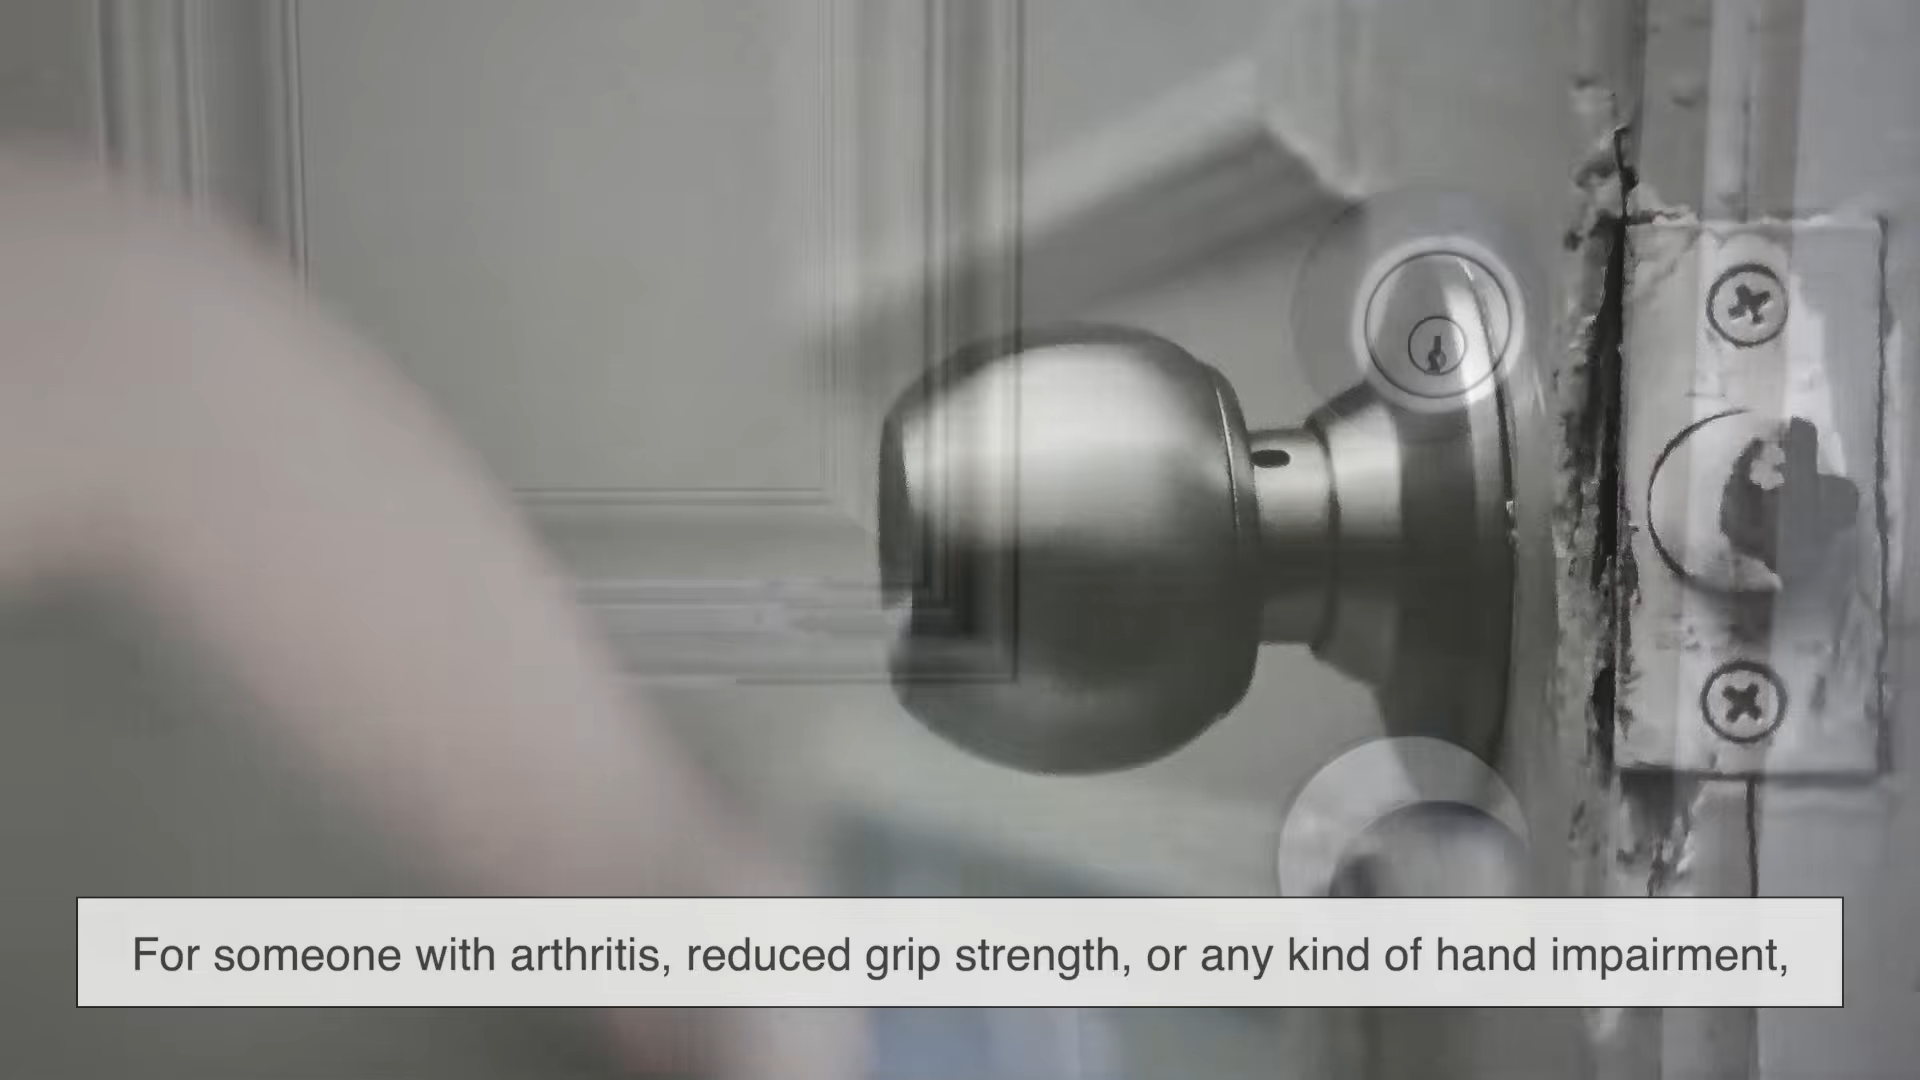 For someone with arthritis, reduced grip strength, or any kind of hand impairment,